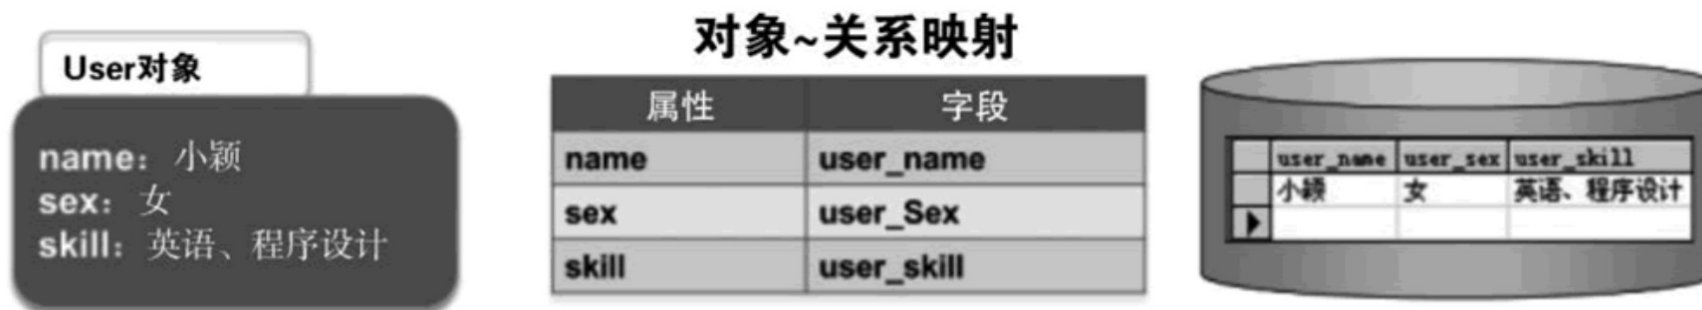 User对象
name：小颖
sex：女
skill：英语、程序设计
对象~关系映射
属性 字段
name user_name
sex user_Sex
skill user_skill
user_name user_sex user_skill
小颖 女 英语、程序设计